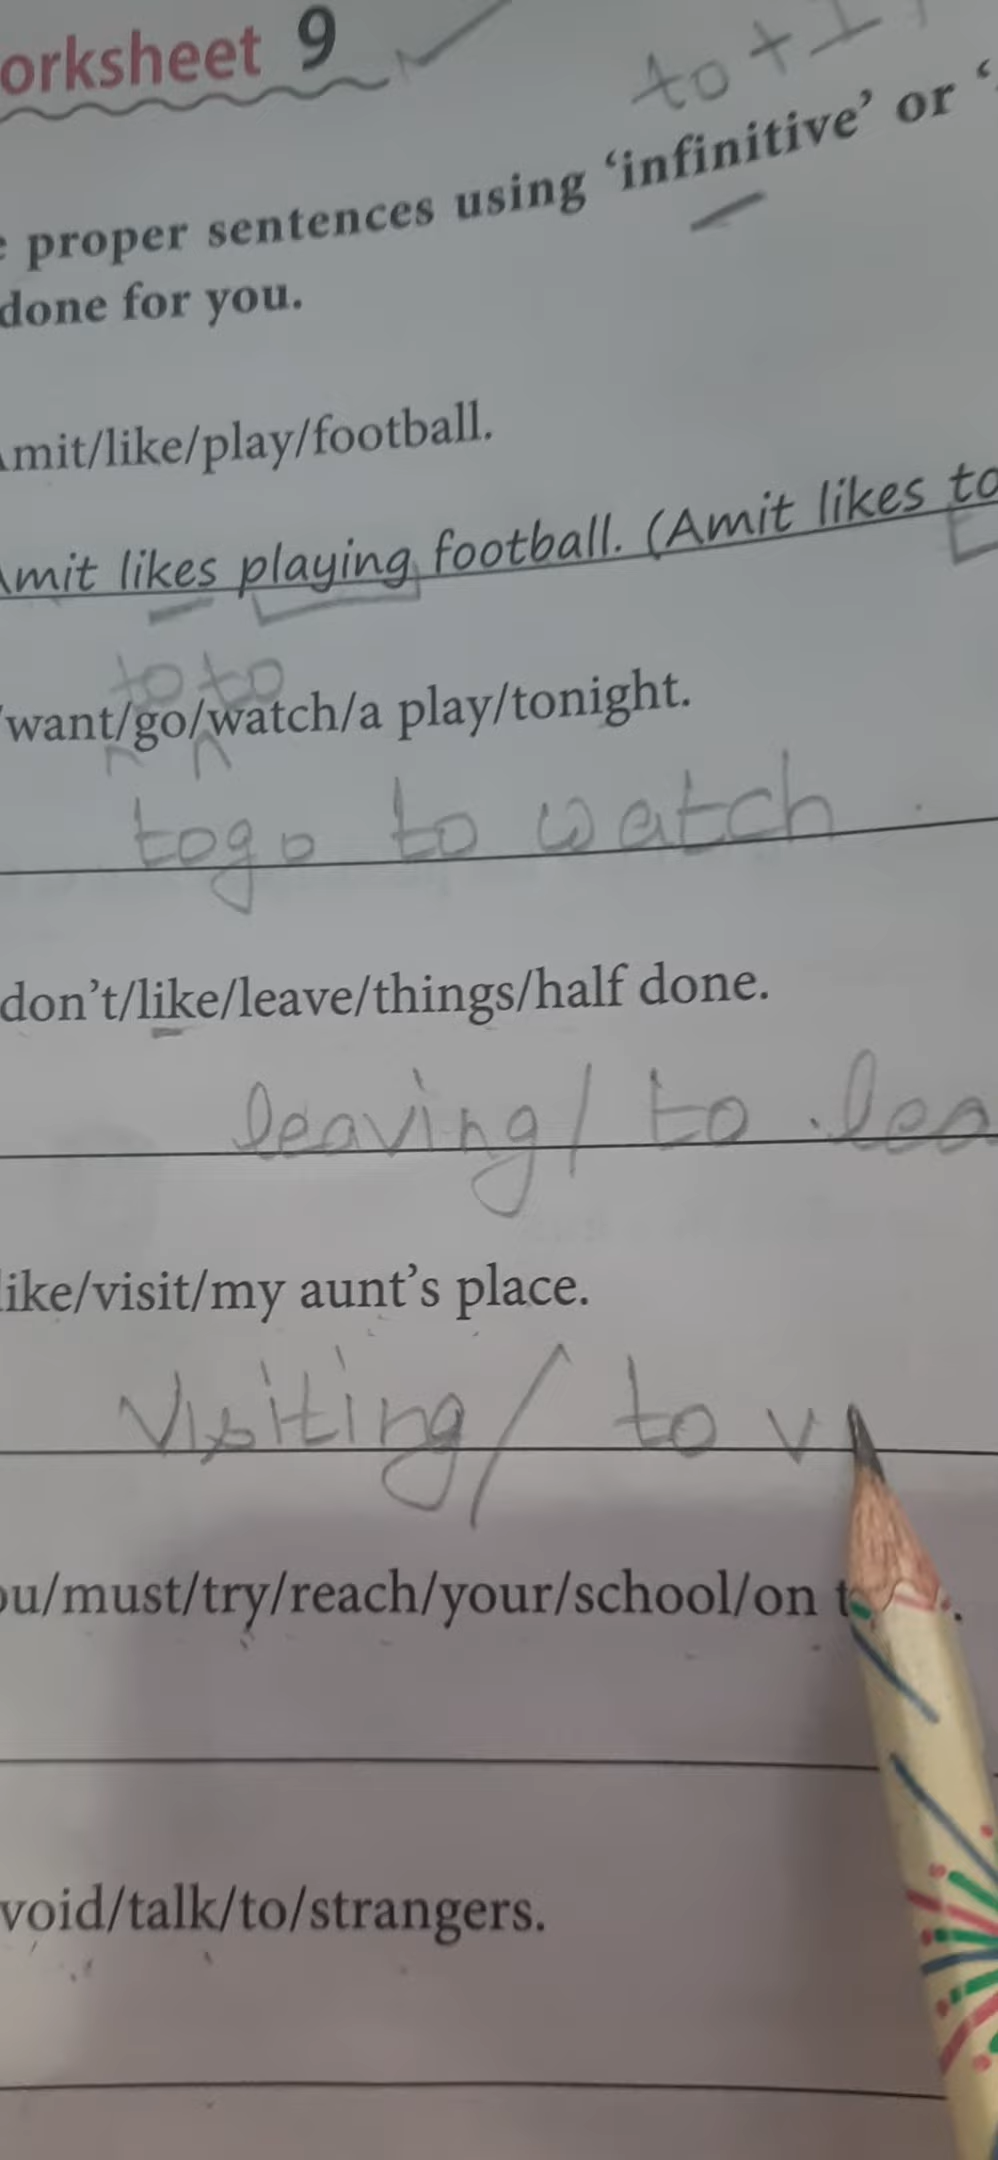 orksheet 9
to +
proper sentences using ‘infinitive’ or ‘
done for you.
mit/like/play/football.
mit likes playing football. (Amit likes to
to to
want/go/watch/a play/tonight.
to go to watch
don’t/like/leave/things/half done.
leaving / to lea
ike/visit/my aunt’s place.
Visiting / to v
ou/must/try/reach/your/school/on t
void/talk/to/strangers.